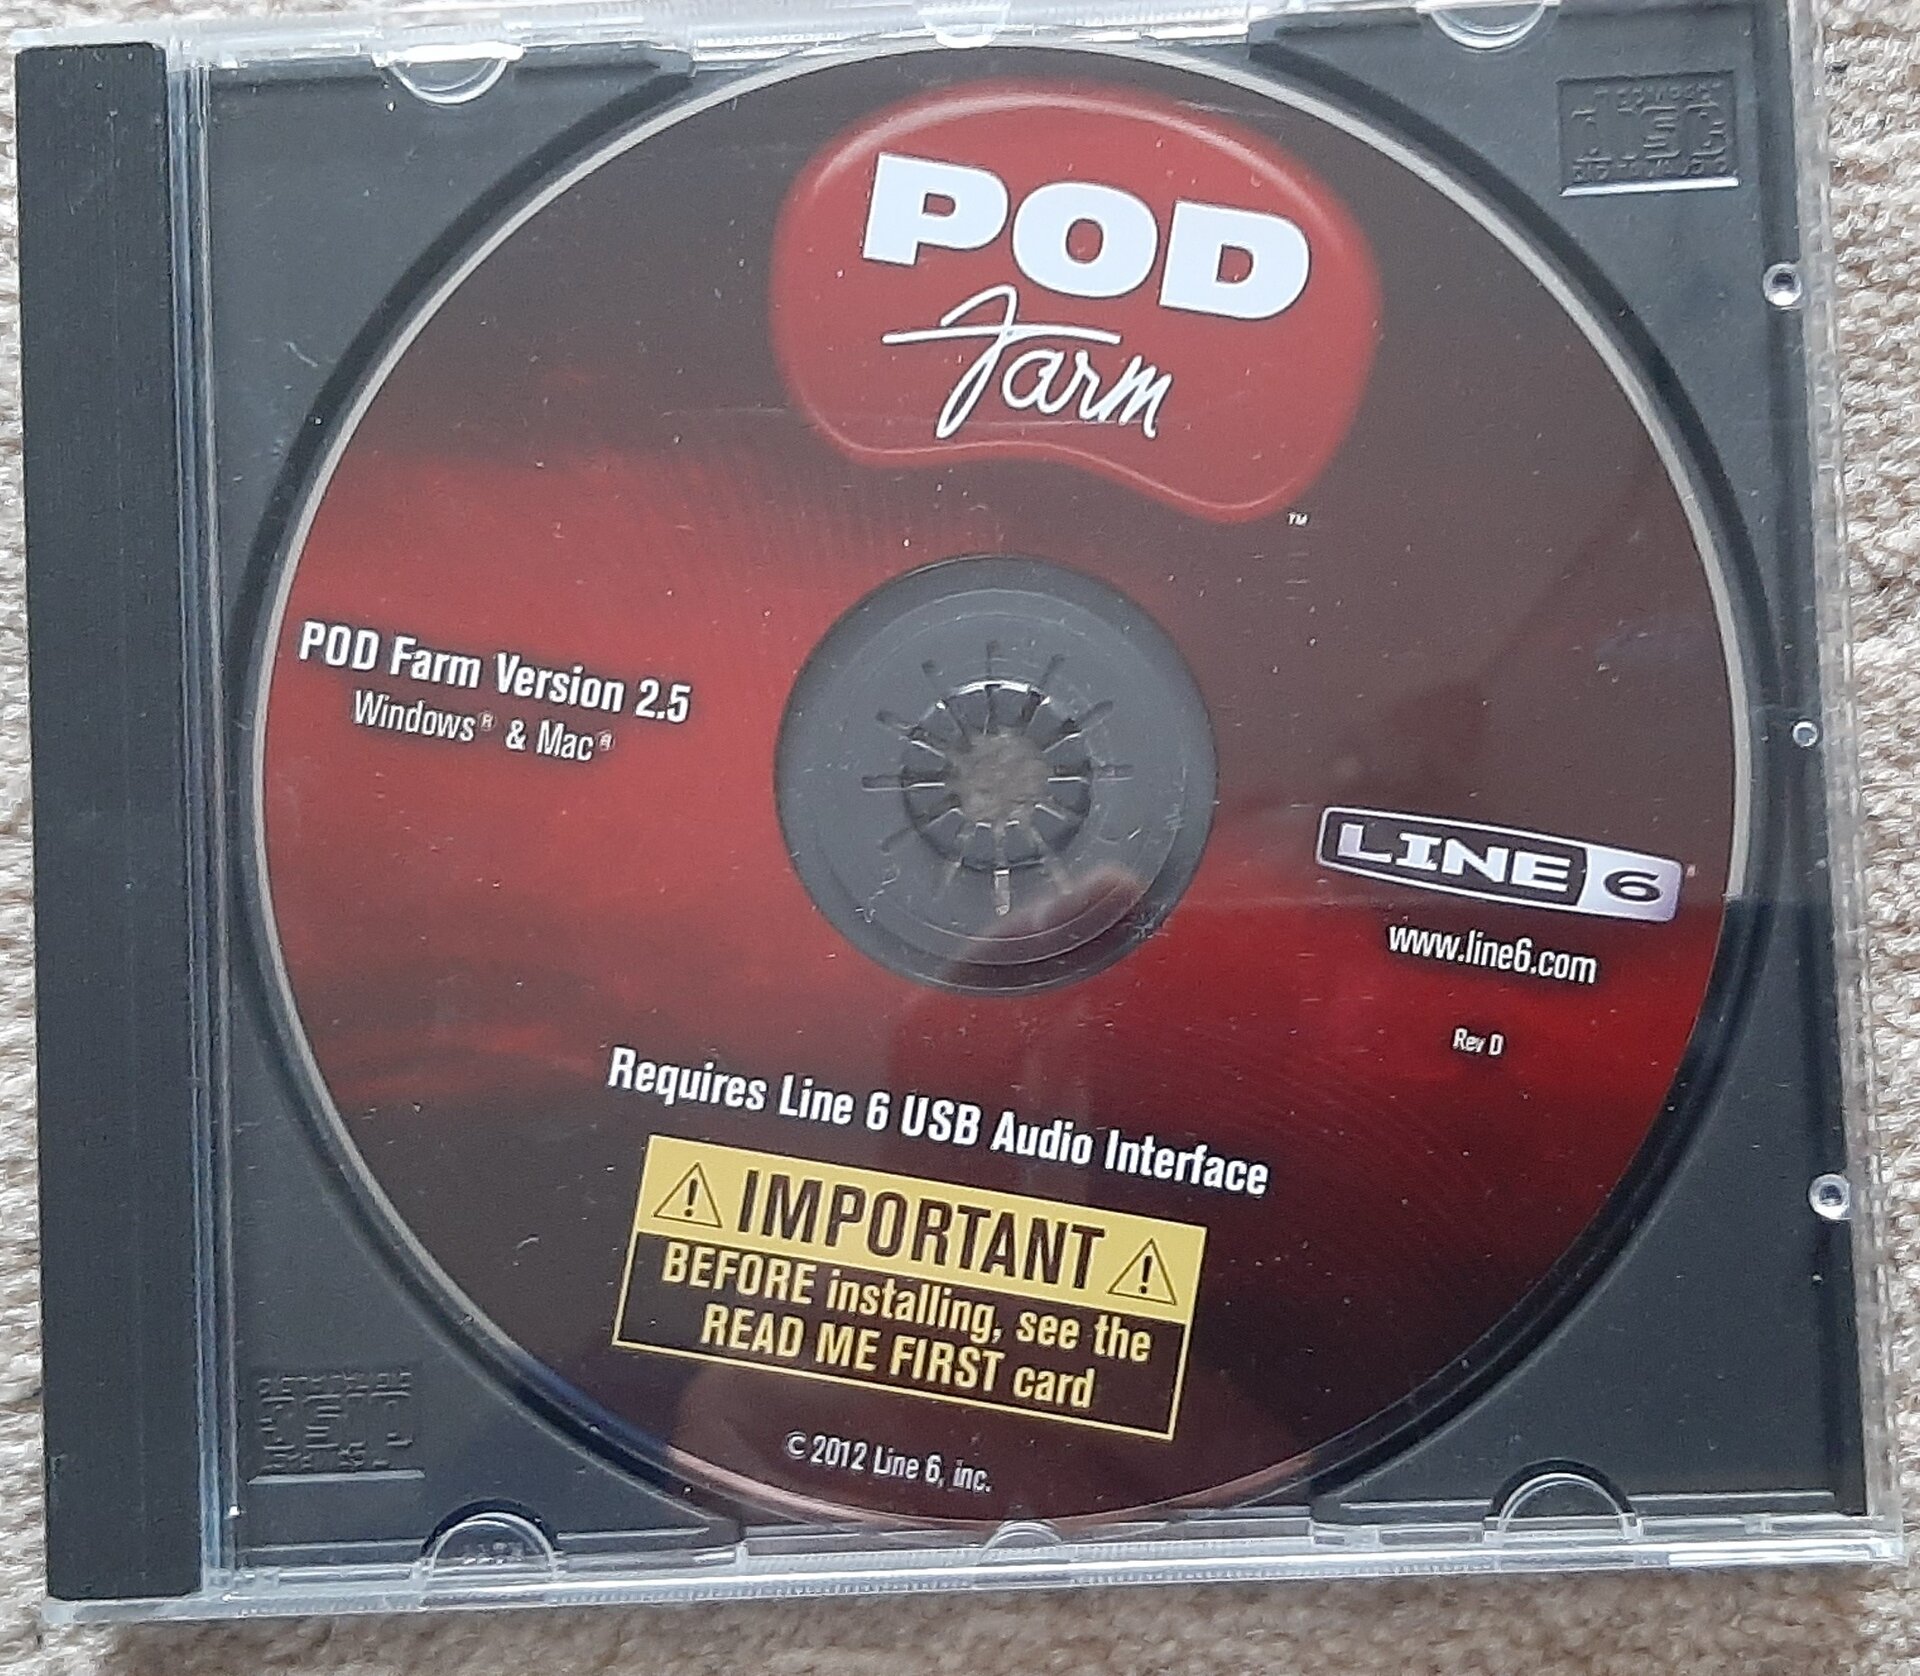 POD
Farm
™
POD Farm Version 2.5
Windows® & Mac®
LINE 6®
www.line6.com
Rev D
Requires Line 6 USB Audio Interface
IMPORTANT
BEFORE installing, see the
READ ME FIRST card
© 2012 Line 6, inc.